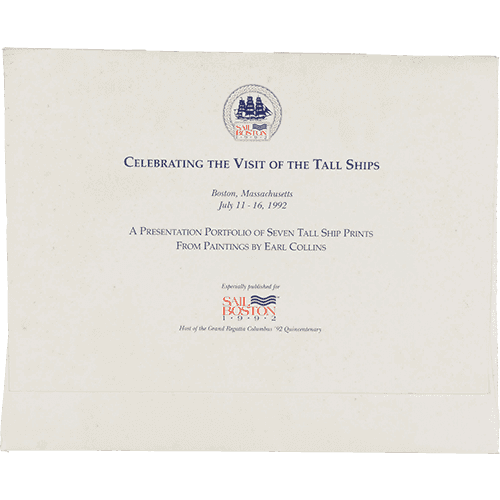 SAIL
BOSTON
1992
CELEBRATING THE VISIT OF THE TALL SHIPS
Boston, Massachusetts
July 11 - 16, 1992
A PRESENTATION PORTFOLIO OF SEVEN TALL SHIP PRINTS
FROM PAINTINGS BY EARL COLLINS
Especially published for
SAIL
BOSTON
1•9•9•2
Host of the Grand Regatta Columbus '92 Quincentenary